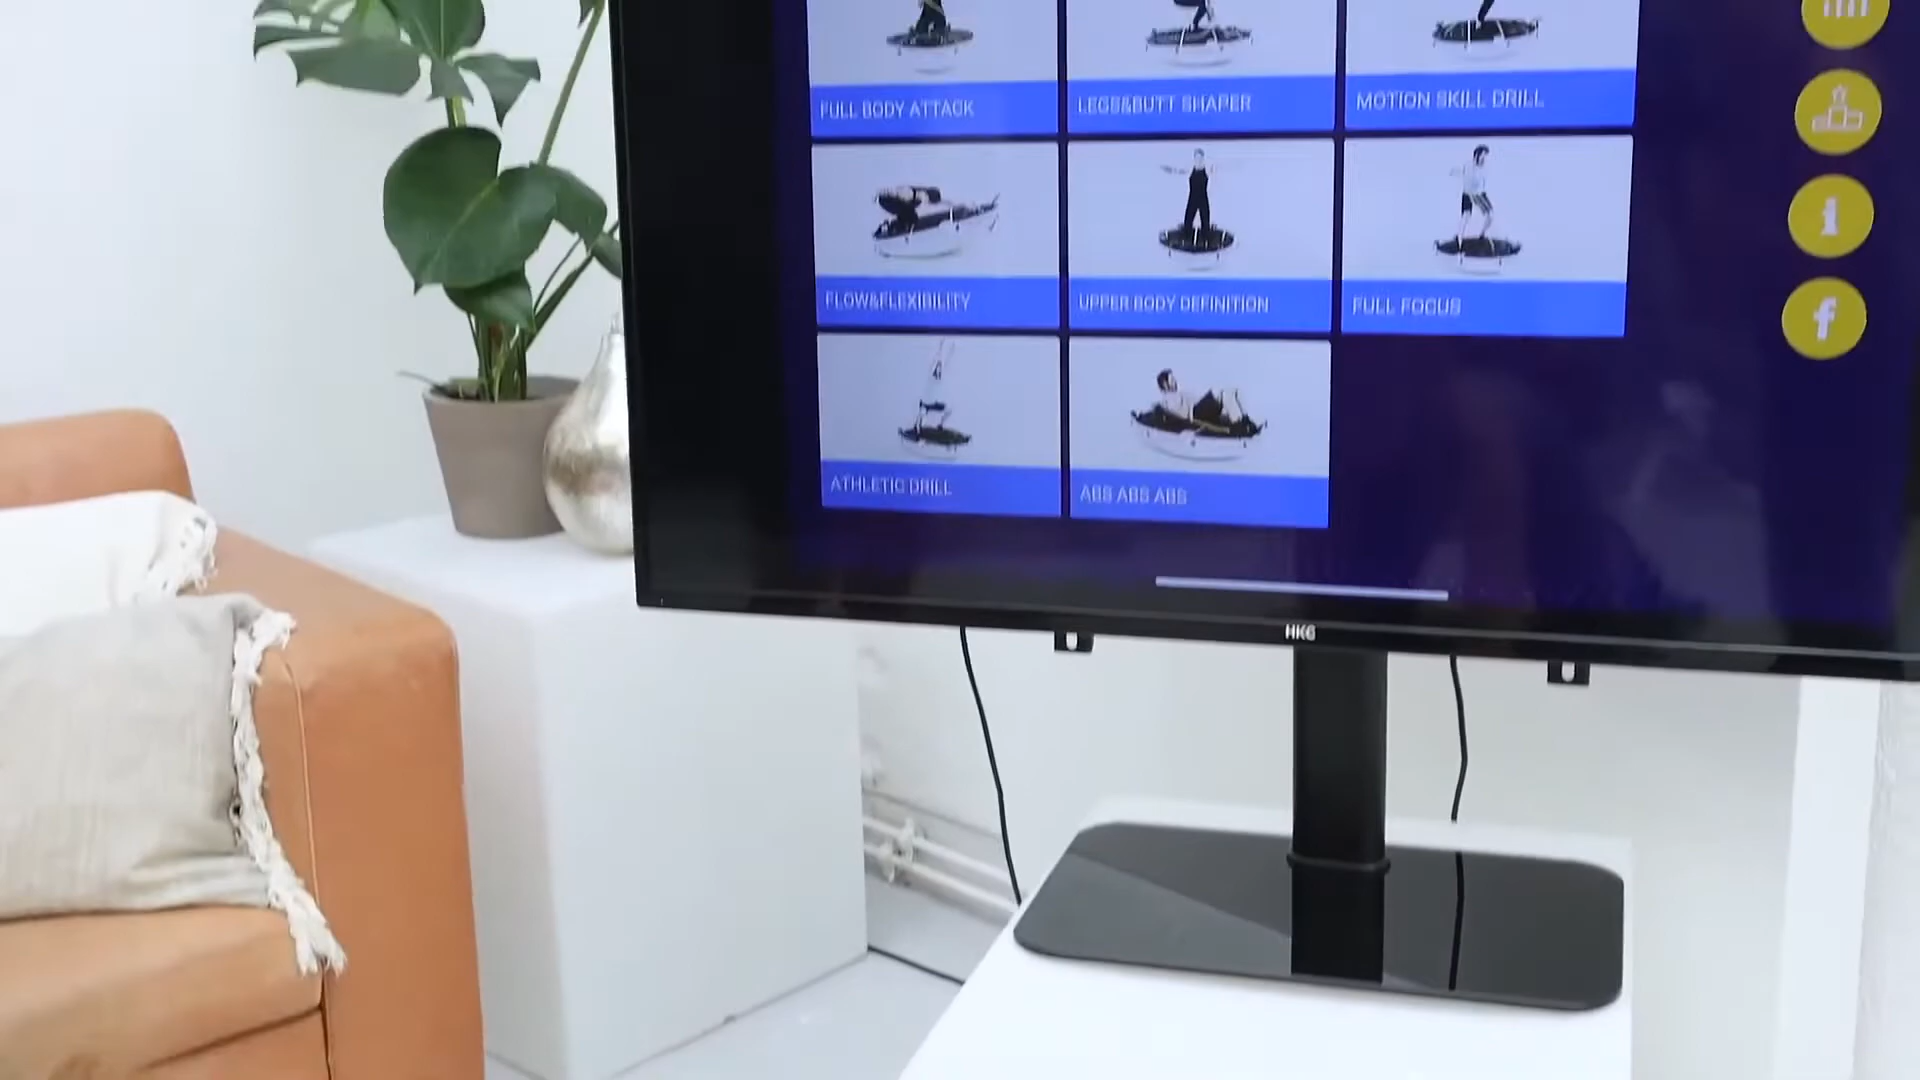 FULL BODY ATTACK
LEGS&BUTT SHAPER
MOTION SKILL DRILL
FLOW&FLEXIBILITY
UPPER BODY DEFINITION
FULL FOCUS
ATHLETIC DRILL
ABS ABS ABS
i
f
HKC